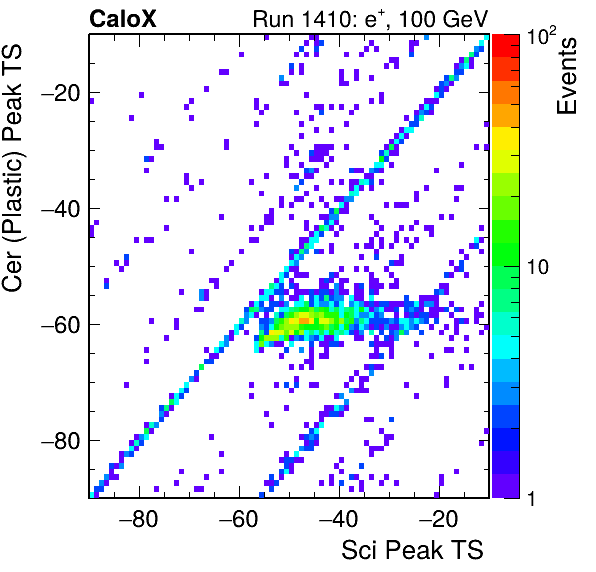 CaloX Run 1410: e⁺, 100 GeV
Cer (Plastic) Peak TS
−20
−40
−60
−80
−80 −60 −40 −20
Sci Peak TS
10²
10
1
Events